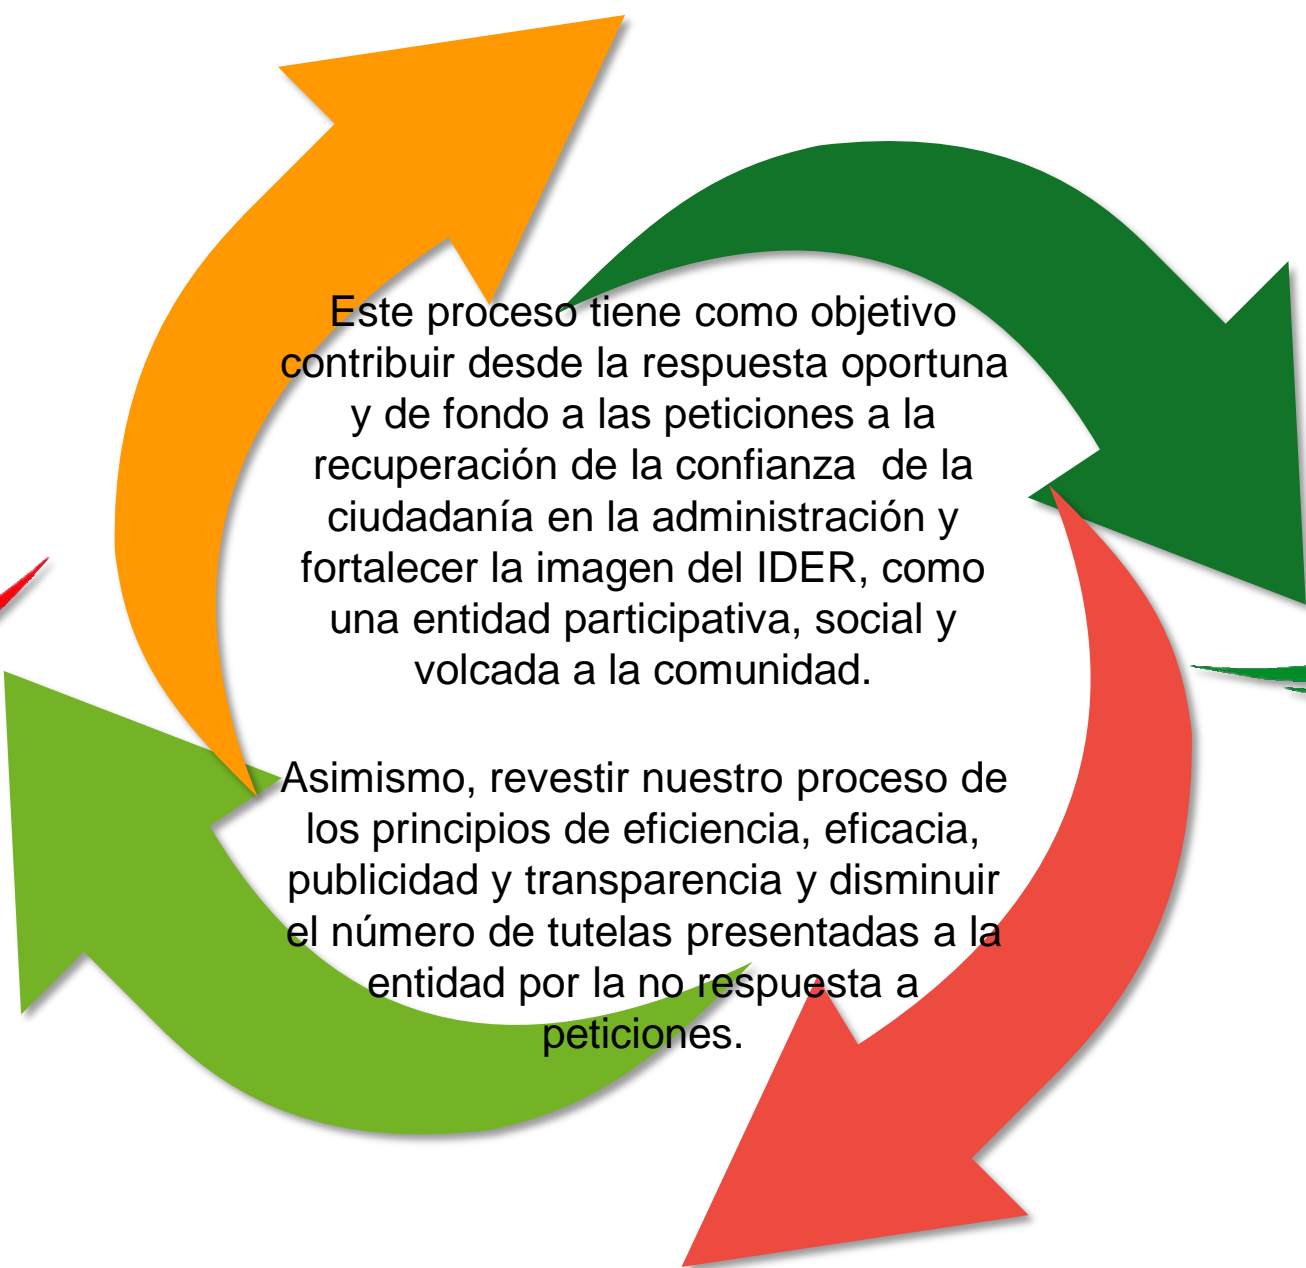 Este proceso tiene como objetivo
contribuir desde la respuesta oportuna
y de fondo a las peticiones a la
recuperación de la confianza  de la
ciudadanía en la administración y
fortalecer la imagen del IDER, como
una entidad participativa, social y
volcada a la comunidad.
Asimismo, revestir nuestro proceso de
los principios de eficiencia, eficacia,
publicidad y transparencia y disminuir
el número de tutelas presentadas a la
entidad por la no respuesta a
peticiones.